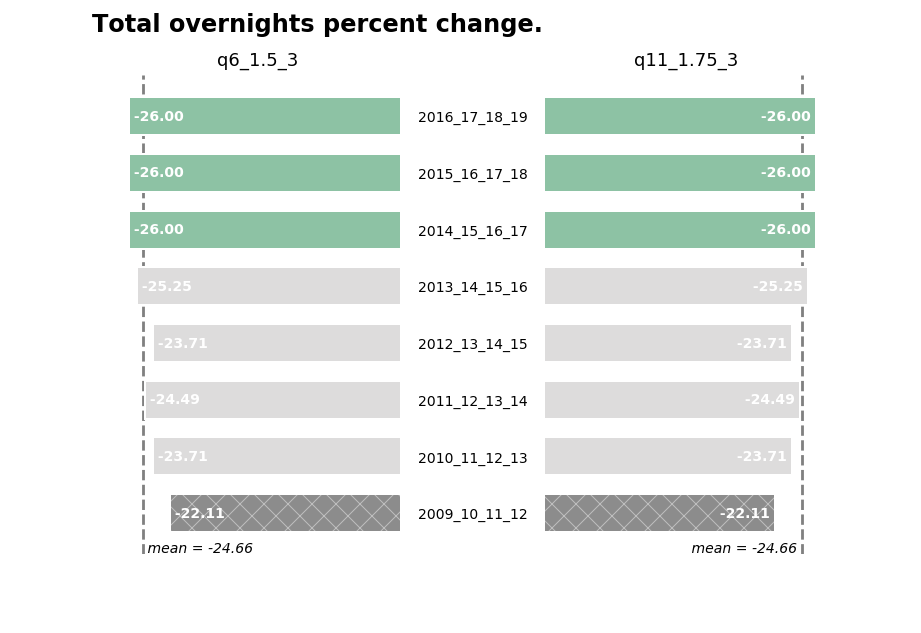 Total overnights percent change.
q6_1.5_3 q11_1.75_3
-26.00 2016_17_18_19 -26.00
-26.00 2015_16_17_18 -26.00
-26.00 2014_15_16_17 -26.00
-25.25 2013_14_15_16 -25.25
-23.71 2012_13_14_15 -23.71
-24.49 2011_12_13_14 -24.49
-23.71 2010_11_12_13 -23.71
-22.11 2009_10_11_12 -22.11
mean = -24.66 mean = -24.66